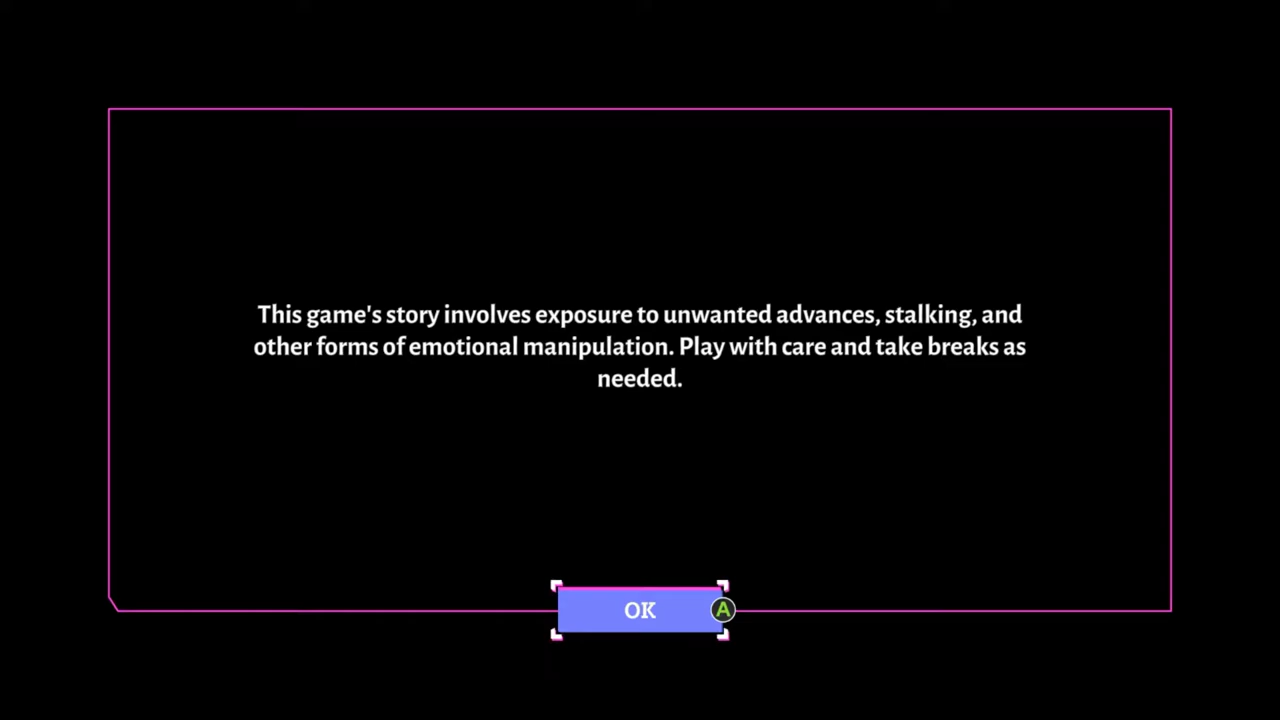 This game's story involves exposure to unwanted advances, stalking, and
other forms of emotional manipulation. Play with care and take breaks as
needed.
OK
A